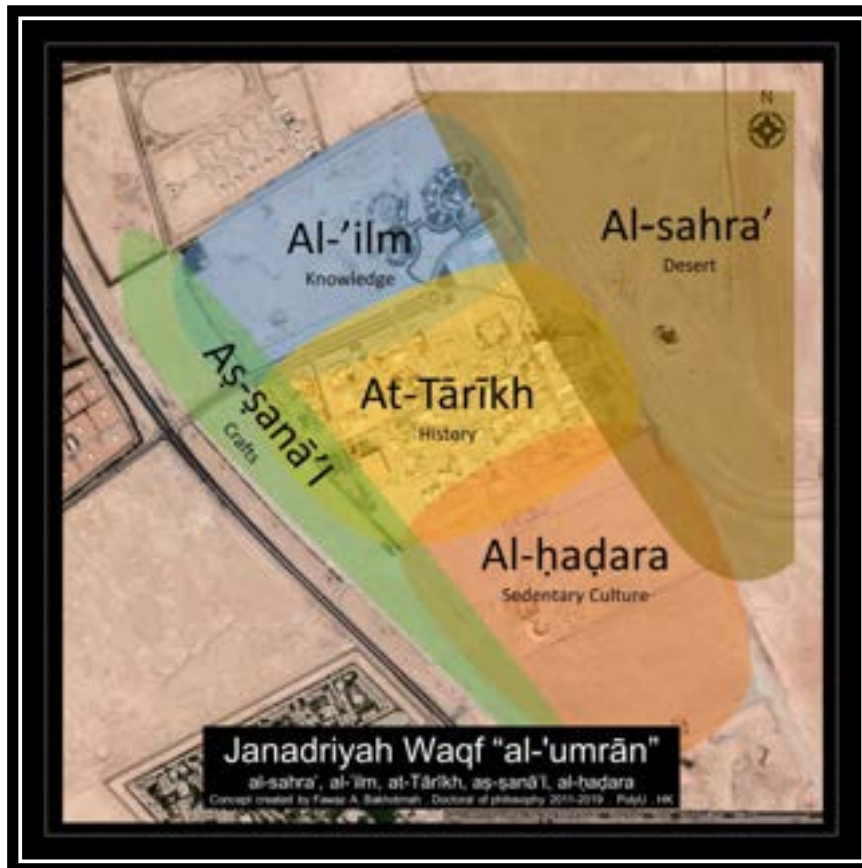 N
Al-'ilm
Knowledge
Al-sahra'
Desert
Aṣ-ṣanā'I
Crafts
At-Tārīkh
History
Al-ḥaḍara
Sedentary Culture
Janadriyah Waqf "al-'umrān"
al-sahra', al-'ilm, at-Tārīkh, aṣ-ṣanā'I, al-ḥaḍara
Concept created by Fawaz A. Bakhotmah . Doctoral of philosophy 2011-2019 . PolyU . HK